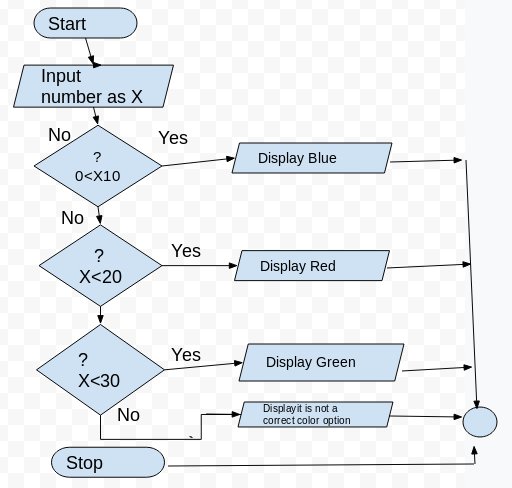 Start
Input
number as X
No
Yes
?
0<X10
Display Blue
No
Yes
?
X<20
Display Red
Yes
?
X<30
Display Green
No
Displayit is not a
correct color option
Stop